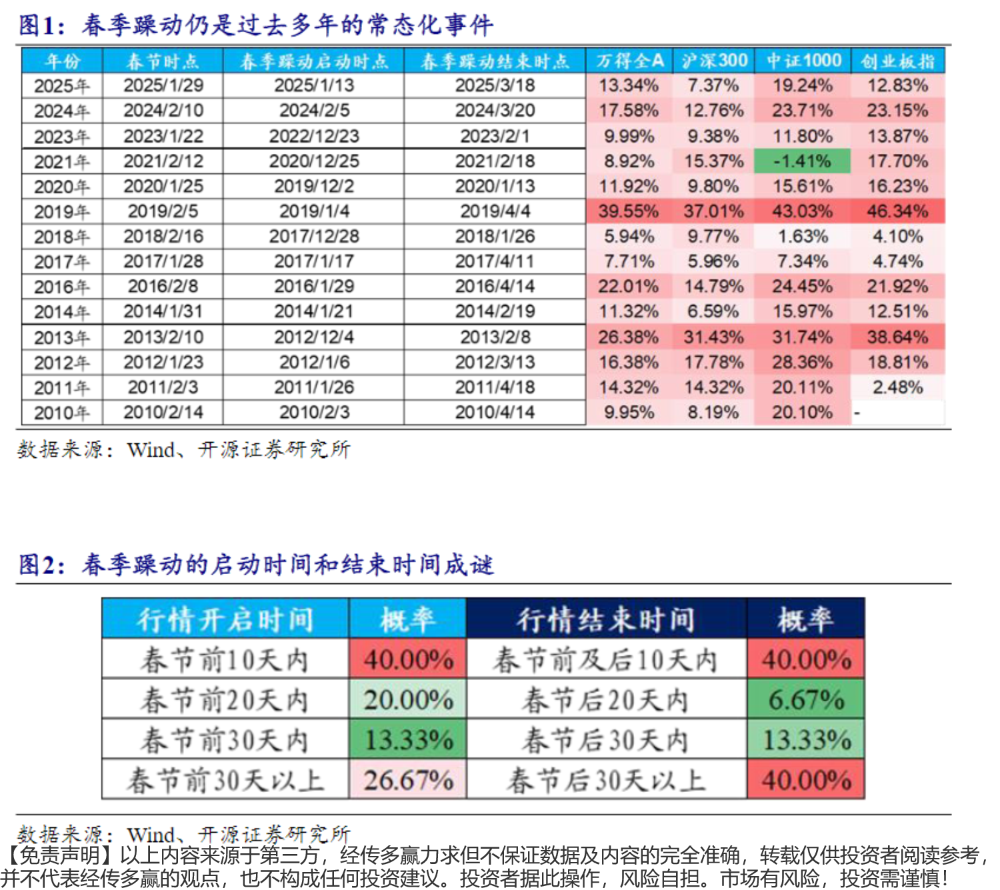 图1：春季躁动仍是过去多年的常态化事件
年份 春节时点 春季躁动启动时点 春季躁动结束时点 万得全A 沪深300 中证1000 创业板指
2025年 2025/1/29 2025/1/13 2025/3/18 13.34% 7.37% 19.24% 12.83%
2024年 2024/2/10 2024/2/5 2024/3/20 17.58% 12.76% 23.71% 23.15%
2023年 2023/1/22 2022/12/23 2023/2/1 9.99% 9.38% 11.80% 13.87%
2021年 2021/2/12 2020/12/25 2021/2/18 8.92% 15.37% -1.41% 17.70%
2020年 2020/1/25 2019/12/2 2020/1/13 11.92% 9.80% 15.61% 16.23%
2019年 2019/2/5 2019/1/4 2019/4/4 39.55% 37.01% 43.03% 46.34%
2018年 2018/2/16 2017/12/28 2018/1/26 5.94% 9.77% 1.63% 4.10%
2017年 2017/1/28 2017/1/17 2017/4/11 7.71% 5.96% 7.34% 4.74%
2016年 2016/2/8 2016/1/29 2016/4/14 22.01% 14.79% 24.45% 21.92%
2014年 2014/1/31 2014/1/21 2014/2/19 11.32% 6.59% 15.97% 12.51%
2013年 2013/2/10 2012/12/4 2013/2/8 26.38% 31.43% 31.74% 38.64%
2012年 2012/1/23 2012/1/6 2012/3/13 16.38% 17.78% 28.36% 18.81%
2011年 2011/2/3 2011/1/26 2011/4/18 14.32% 14.32% 20.11% 2.48%
2010年 2010/2/14 2010/2/3 2010/4/14 9.95% 8.19% 20.10% -
数据来源：Wind、开源证券研究所
图2：春季躁动的启动时间和结束时间成谜
行情开启时间 概率 行情结束时间 概率
春节前10天内 40.00% 春节前及后10天内 40.00%
春节前20天内 20.00% 春节后20天内 6.67%
春节前30天内 13.33% 春节后30天内 13.33%
春节前30天以上 26.67% 春节后30天以上 40.00%
数据来源：Wind、开源证券研究所
【免责声明】以上内容来源于第三方，经传多赢力求但不保证数据及内容的完全准确，转载仅供投资者阅读参考，
并不代表经传多赢的观点，也不构成任何投资建议。投资者据此操作，风险自担。市场有风险，投资需谨慎！